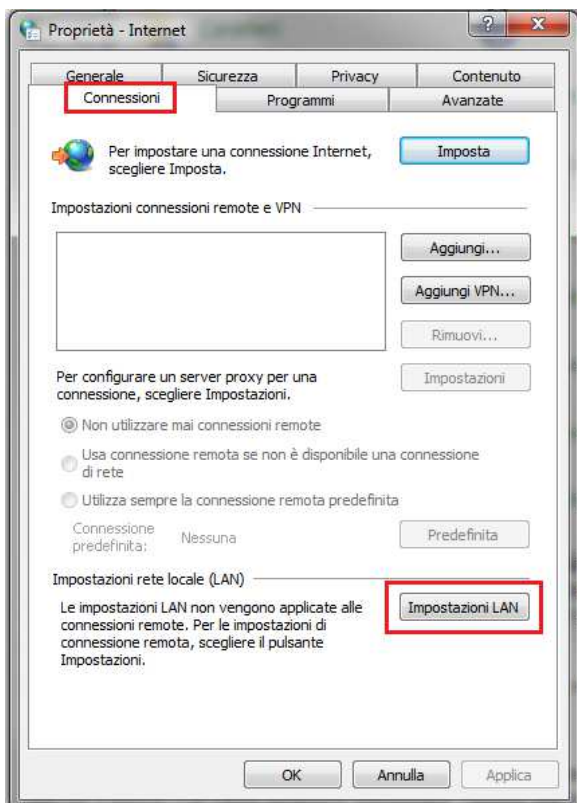 Proprietà - Internet
Generale
Sicurezza
Privacy
Contenuto
Connessioni
Programmi
Avanzate
Per impostare una connessione Internet,
scegliere Imposta.
Imposta
Impostazioni connessioni remote e VPN
Aggiungi...
Aggiungi VPN...
Rimuovi...
Per configurare un server proxy per una
connessione, scegliere Impostazioni.
Impostazioni
Non utilizzare mai connessioni remote
Usa connessione remota se non è disponibile una connessione
di rete
Utilizza sempre la connessione remota predefinita
Connessione
predefinita:
Nessuna
Predefinita
Impostazioni rete locale (LAN)
Le impostazioni LAN non vengono applicate alle
connessioni remote. Per le impostazioni di
connessione remota, scegliere il pulsante
Impostazioni.
Impostazioni LAN
OK
Annulla
Applica